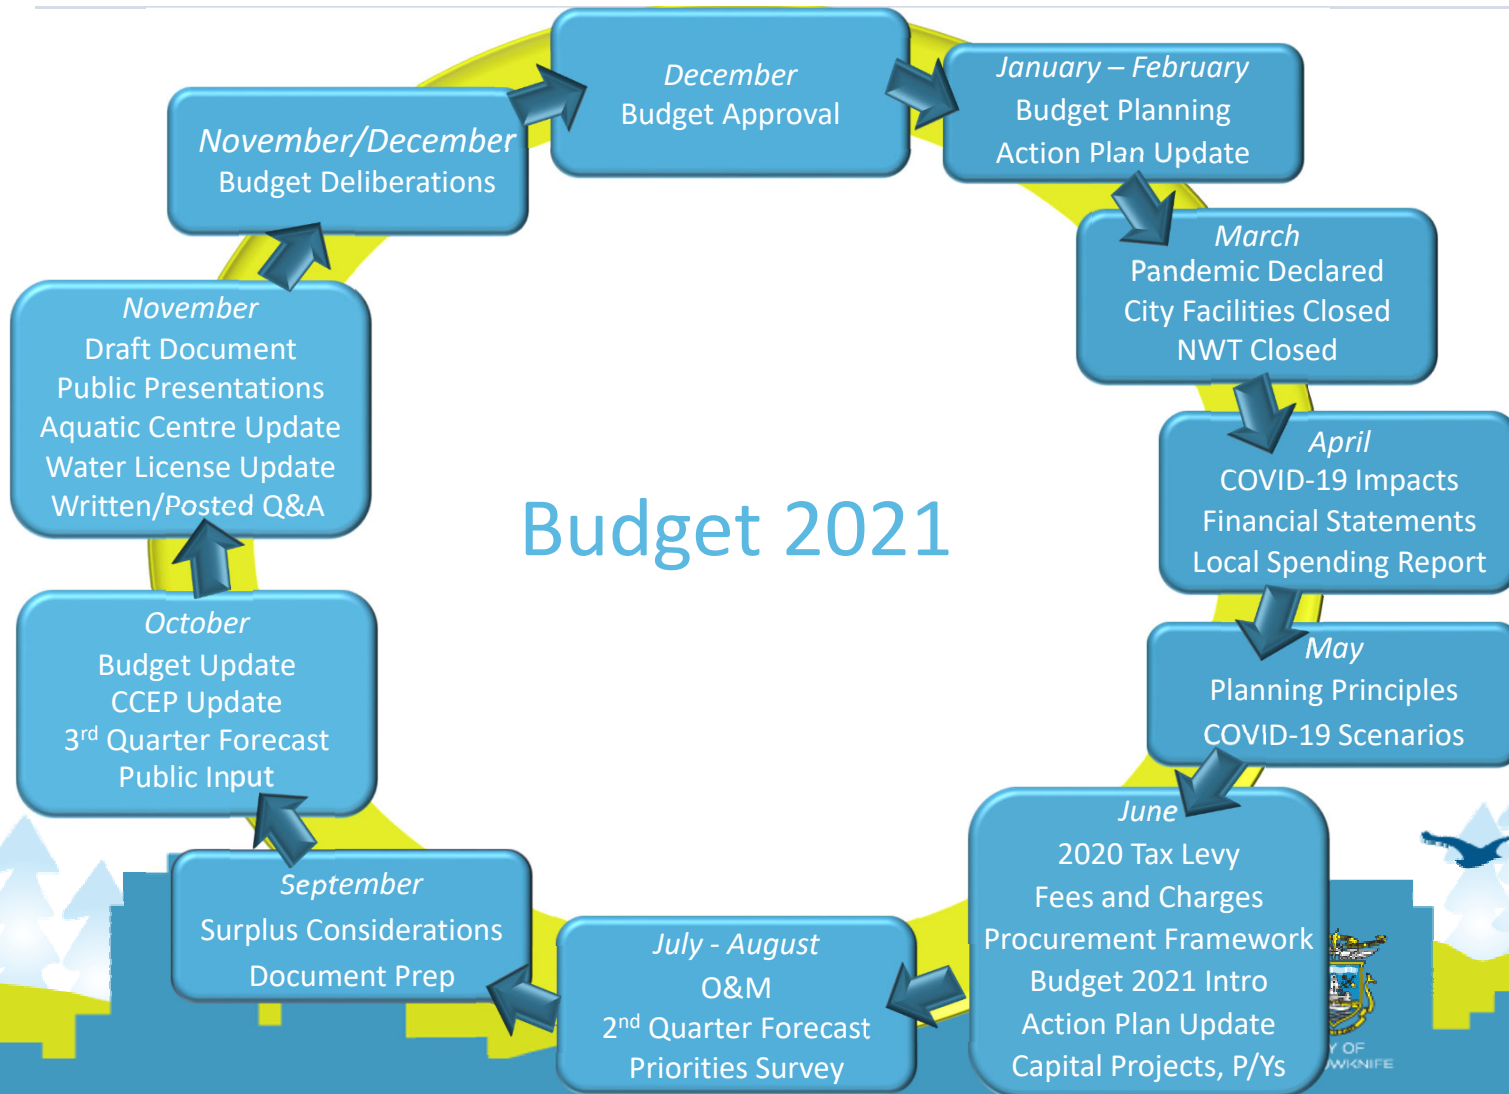 December
Budget Approval
January – February
Budget Planning
Action Plan Update
March
Pandemic Declared
City Facilities Closed
NWT Closed
April
COVID-19 Impacts
Financial Statements
Local Spending Report
May
Planning Principles
COVID-19 Scenarios
June
2020 Tax Levy
Fees and Charges
Procurement Framework
Budget 2021 Intro
Action Plan Update
Capital Projects, P/Ys
July - August
O&M
2nd Quarter Forecast
Priorities Survey
September
Surplus Considerations
Document Prep
October
Budget Update
CCEP Update
3rd Quarter Forecast
Public Input
November
Draft Document
Public Presentations
Aquatic Centre Update
Water License Update
Written/Posted Q&A
November/December
Budget Deliberations
Budget 2021
Y OF
OWKNIFE